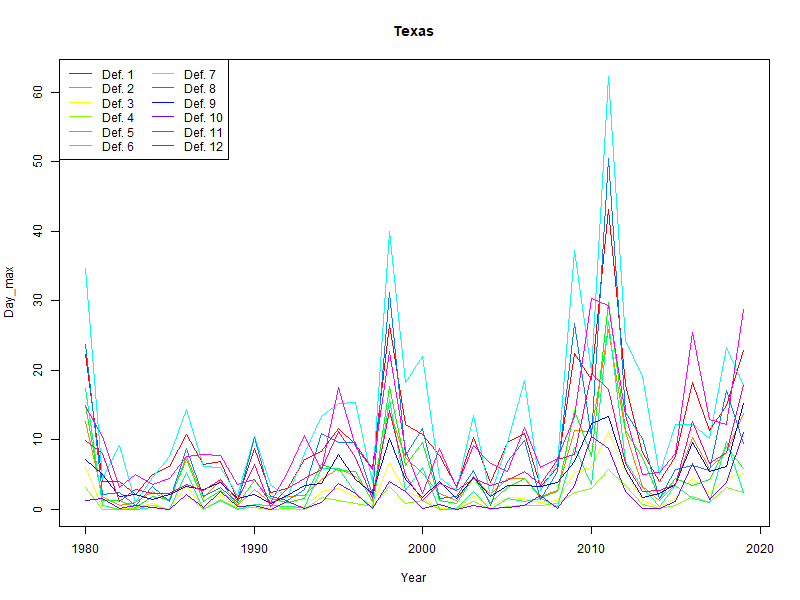 Texas
Def. 1 Def. 7
Def. 2 Def. 8
Def. 3 Def. 9
Def. 4 Def. 10
Def. 5 Def. 11
Def. 6 Def. 12
60
50
40
30
20
10
0
Day_max
1980 1990 2000 2010 2020
Year